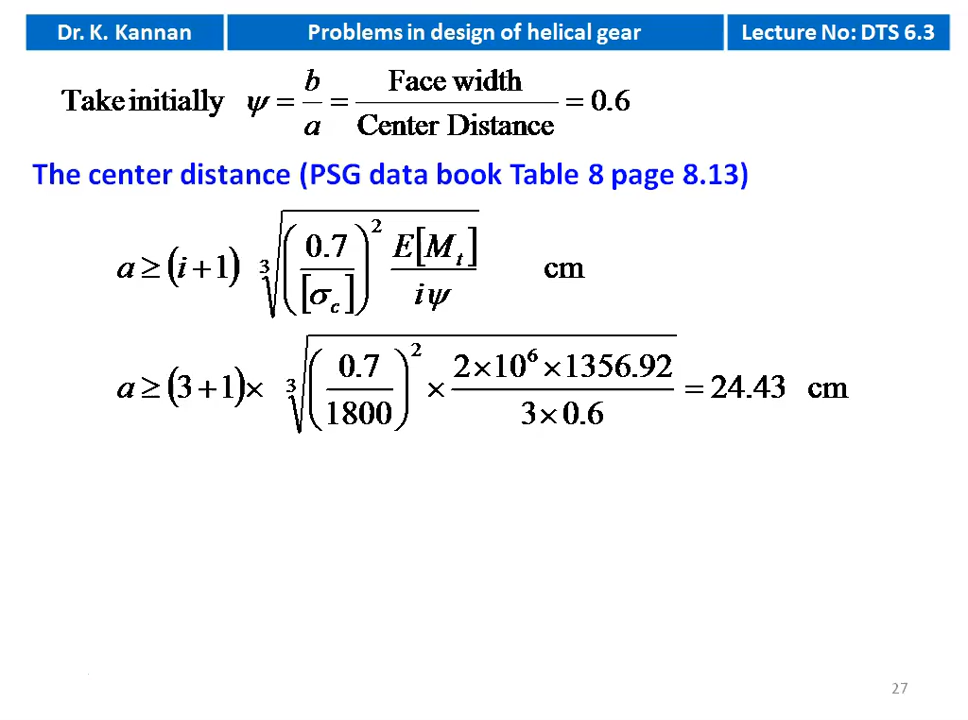 Dr. K. Kannan Problems in design of helical gear Lecture No: DTS 6.3
Take initially ψ = b/a = Face width/Center Distance = 0.6
The center distance (PSG data book Table 8 page 8.13)
a ≥ (i + 1) ∛((0.7/[σc])² E[Mt]/iψ) cm
a ≥ (3 + 1) × ∛((0.7/1800)² × 2×10⁶ ×1356.92/3×0.6) = 24.43 cm
27